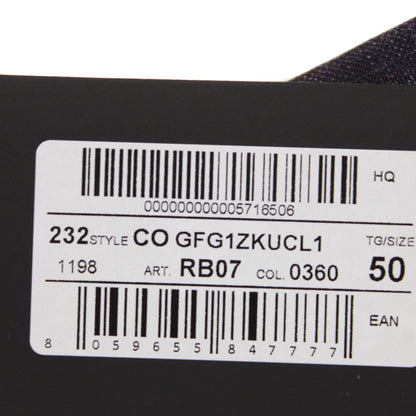 HQ
000000000005716506
232 STYLE CO GFG1ZKUCL1 TG/SIZE
1198 ART. RB07 COL. 0360 50
EAN
8 059655 847777